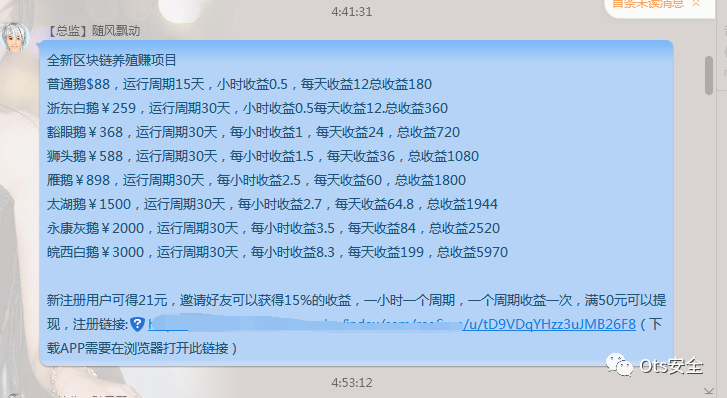 4:41:31
首条未读消息
【总监】随风飘动
全新区块链养殖赚项目
普通鹅$88，运行周期15天，小时收益0.5，每天收益12总收益180
浙东白鹅￥259，运行周期30天，小时收益0.5每天收益12.总收益360
豁眼鹅￥368，运行周期30天，每小时收益1，每天收益24，总收益720
狮头鹅￥588，运行周期30天，每小时收益1.5，每天收益36，总收益1080
雁鹅￥898，运行周期30天，每小时收益2.5，每天收益60，总收益1800
太湖鹅￥1500，运行周期30天，每小时收益2.7，每天收益64.8，总收益1944
永康灰鹅￥2000，运行周期30天，每小时收益3.5，每天收益84，总收益2520
皖西白鹅￥3000，运行周期30天，每小时收益8.3，每天收益199，总收益5970
新注册用户可得21元，邀请好友可以获得15%的收益，一小时一个周期，一个周期收益一次，满50元可以提
现，注册链接: /u/tD9VDqYHzz3uJMB26F8（下
载APP需要在浏览器打开此链接）
Ots安全
4:53:12